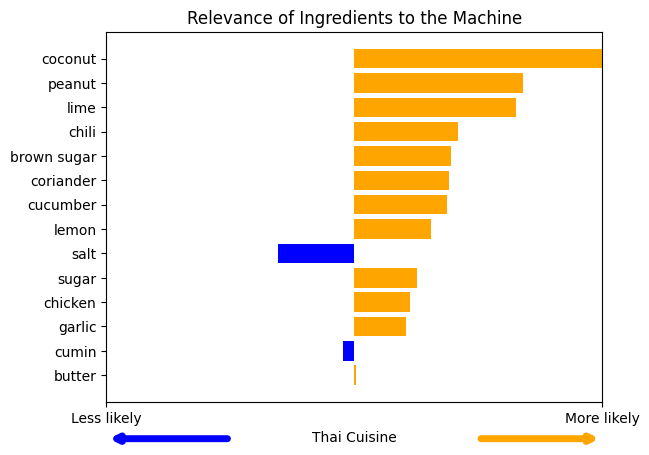 Relevance of Ingredients to the Machine
coconut
peanut
lime
chili
brown sugar
coriander
cucumber
lemon
salt
sugar
chicken
garlic
cumin
butter
Less likely More likely
Thai Cuisine